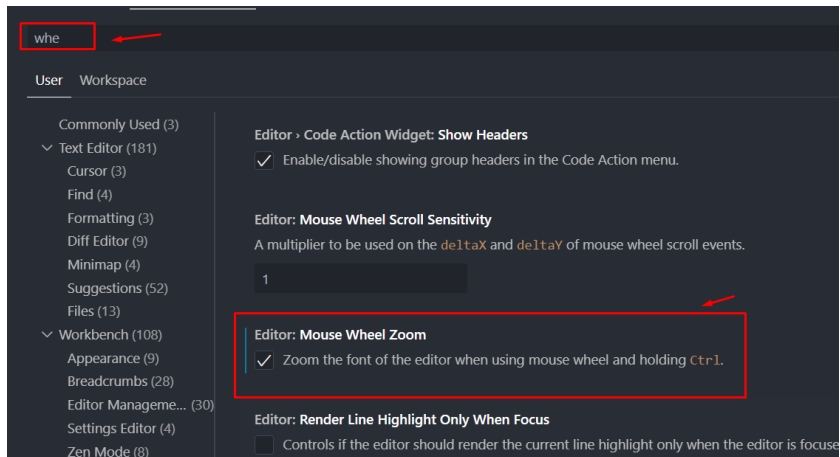 whe
User Workspace
Commonly Used (3)
Text Editor (181)
Cursor (3)
Find (4)
Formatting (3)
Diff Editor (9)
Minimap (4)
Suggestions (52)
Files (13)
Workbench (108)
Appearance (9)
Breadcrumbs (28)
Editor Manageme... (30)
Settings Editor (4)
Zen Mode (8)
Editor › Code Action Widget: Show Headers
Enable/disable showing group headers in the Code Action menu.
Editor: Mouse Wheel Scroll Sensitivity
A multiplier to be used on the deltaX and deltaY of mouse wheel scroll events.
1
Editor: Mouse Wheel Zoom
Zoom the font of the editor when using mouse wheel and holding Ctrl.
Editor: Render Line Highlight Only When Focus
Controls if the editor should render the current line highlight only when the editor is focuse